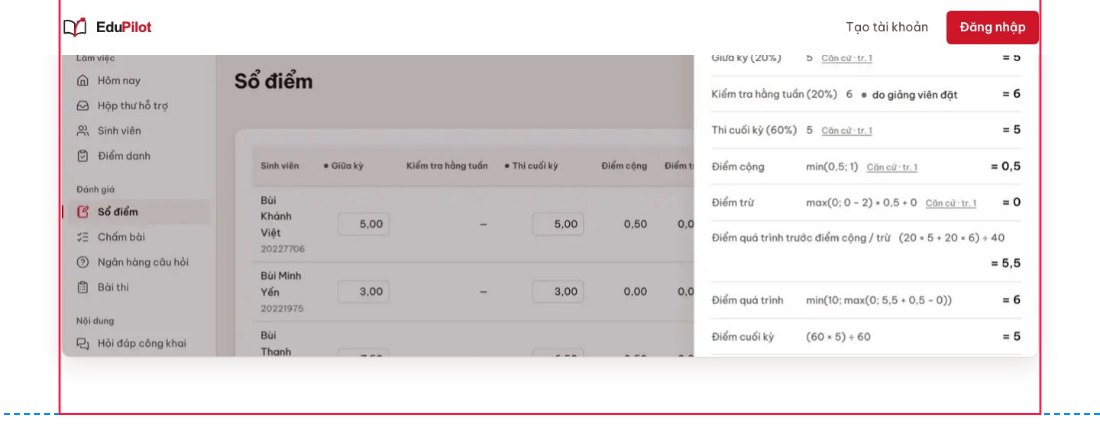 EduPilot
Tạo tài khoản
Đăng nhập
Làm việc
Hôm nay
Hộp thư hỗ trợ
Sinh viên
Điểm danh
Đánh giá
Sổ điểm
Chấm bài
Ngân hàng câu hỏi
Bài thi
Nội dung
Hỏi đáp công khai
Sổ điểm
Sinh viên • Giữa kỳ Kiểm tra hằng tuần • Thi cuối kỳ Điểm cộng Điểm
Bùi Khánh Việt
20227706
5,00 – 5,00 0,50 0,0
Bùi Minh Yến
20221975
3,00 – 3,00 0,00 0,0
Bùi
Thanh
Giữa kỳ (20%) 5 Căn cứ · tr. 1 = 5
Kiểm tra hằng tuần (20%) 6 • do giảng viên đặt = 6
Thi cuối kỳ (60%) 5 Căn cứ · tr. 1 = 5
Điểm cộng min(0,5; 1) Căn cứ · tr. 1 = 0,5
Điểm trừ max(0; 0 − 2) × 0,5 + 0 Căn cứ · tr. 1 = 0
Điểm quá trình trước điểm cộng / trừ (20 × 5 + 20 × 6) ÷ 40
= 5,5
Điểm quá trình min(10; max(0; 5,5 + 0,5 − 0)) = 6
Điểm cuối kỳ (60 × 5) ÷ 60 = 5